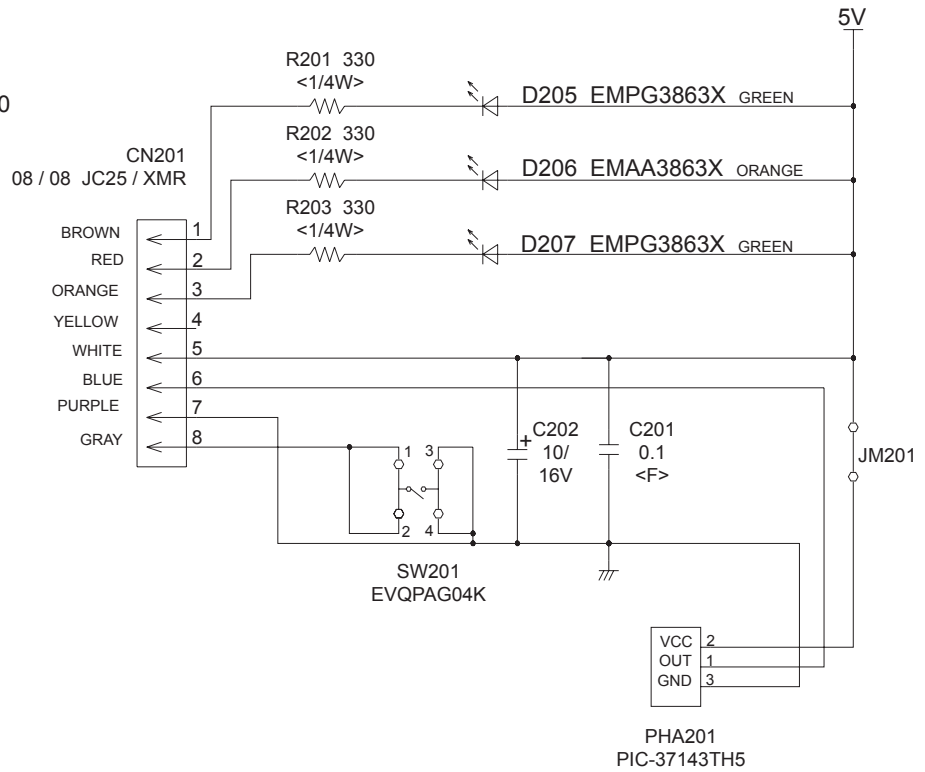 5V
R201 330
<1/4W>
D205 EMPG3863X GREEN
0
R202 330
<1/4W>
D206 EMAA3863X ORANGE
CN201
08 / 08 JC25 / XMR
R203 330
<1/4W>
D207 EMPG3863X GREEN
BROWN 1
RED 2
ORANGE 3
YELLOW 4
WHITE 5
BLUE 6
PURPLE 7
GRAY 8
1 3
2 4
SW201
EVQPAG04K
+ C202
10/
16V
C201
0.1
<F>
JM201
VCC 2
OUT 1
GND 3
PHA201
PIC-37143TH5